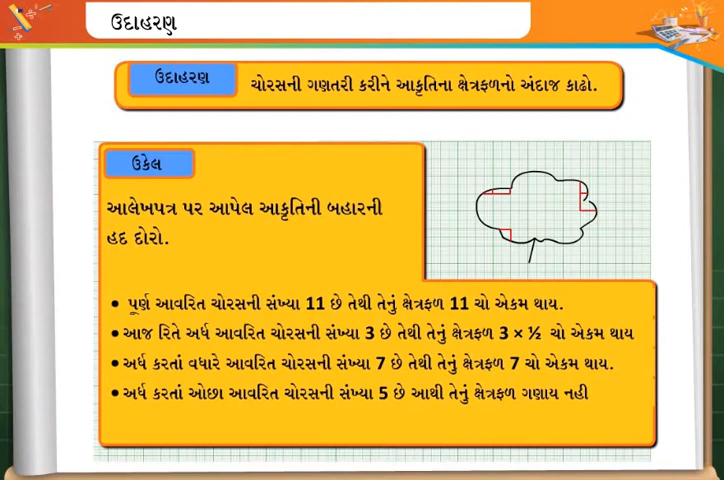 ઉદાહરણ
ઉદાહરણ ચોરસની ગણતરી કરીને આકૃતિના ક્ષેત્રફળનો અંદાજ કાઢો.
ઉકેલ
આલેખપત્ર પર આપેલ આકૃતિની બહારની
હદ દોરો.
• પૂર્ણ આવરિત ચોરસની સંખ્યા 11 છે તેથી તેનું ક્ષેત્રફળ 11 ચો એકમ થાય.
• આજ રિતે અર્ધ આવરિત ચોરસની સંખ્યા 3 છે તેથી તેનું ક્ષેત્રફળ 3 × ½ ચો એકમ થાય
• અર્ધ કરતાં વધારે આવરિત ચોરસની સંખ્યા 7 છે તેથી તેનું ક્ષેત્રફળ 7 ચો એકમ થાય.
• અર્ધ કરતાં ઓછા આવરિત ચોરસની સંખ્યા 5 છે આથી તેનું ક્ષેત્રફળ ગણાય નહી